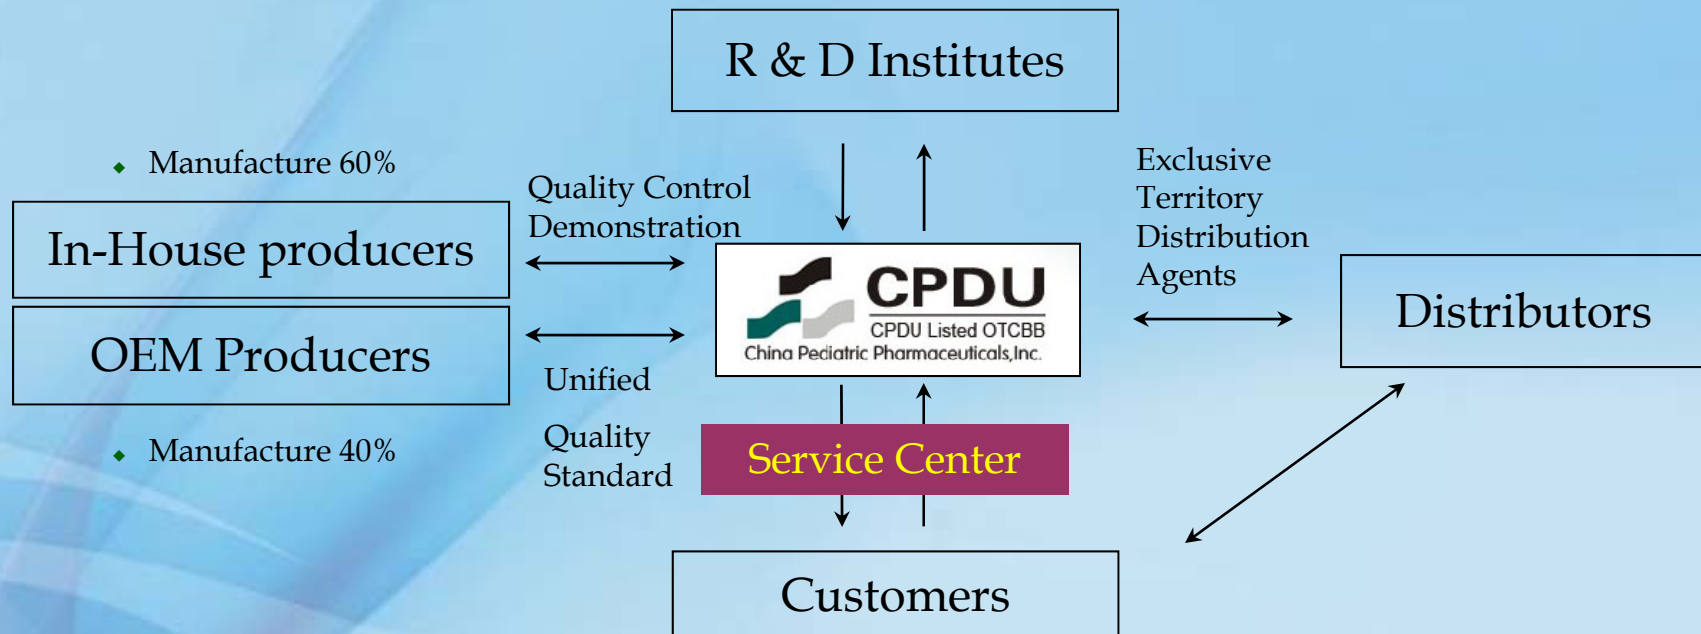 R & D Institutes
Manufacture 60%
In-House producers
OEM Producers
Manufacture 40%
Quality Control
Demonstration
Unified
Quality
Standard
CPDU
CPDU Listed OTCBB
China Pediatric Pharmaceuticals,Inc.
Service Center
Customers
Exclusive
Territory
Distribution
Agents
Distributors